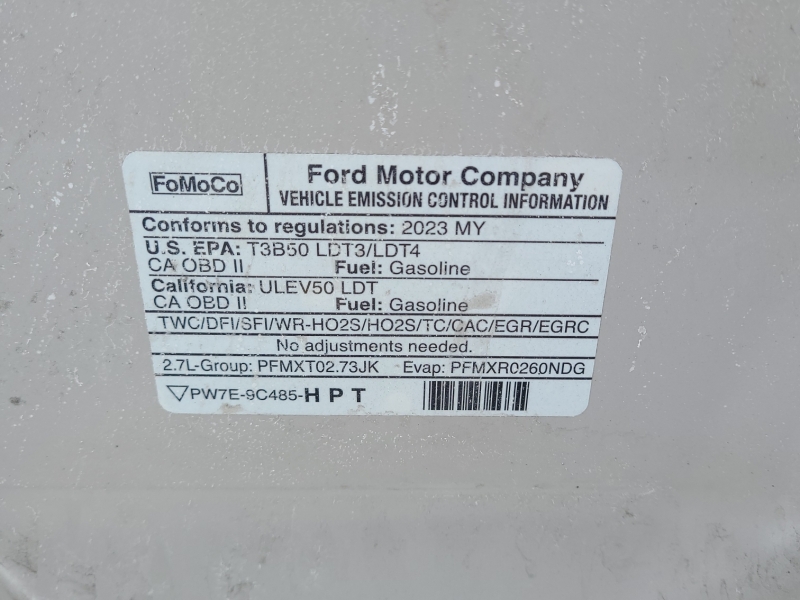 FoMoCo
Ford Motor Company
VEHICLE EMISSION CONTROL INFORMATION
Conforms to regulations: 2023 MY
U.S. EPA: T3B50 LDT3/LDT4
CA OBD II Fuel: Gasoline
California: ULEV50 LDT
CA OBD II Fuel: Gasoline
TWC/DFI/SFI/WR-HO2S/HO2S/TC/CAC/EGR/EGRC
No adjustments needed.
2.7L-Group: PFMXT02.73JK Evap: PFMXR0260NDG
▽PW7E-9C485-H P T